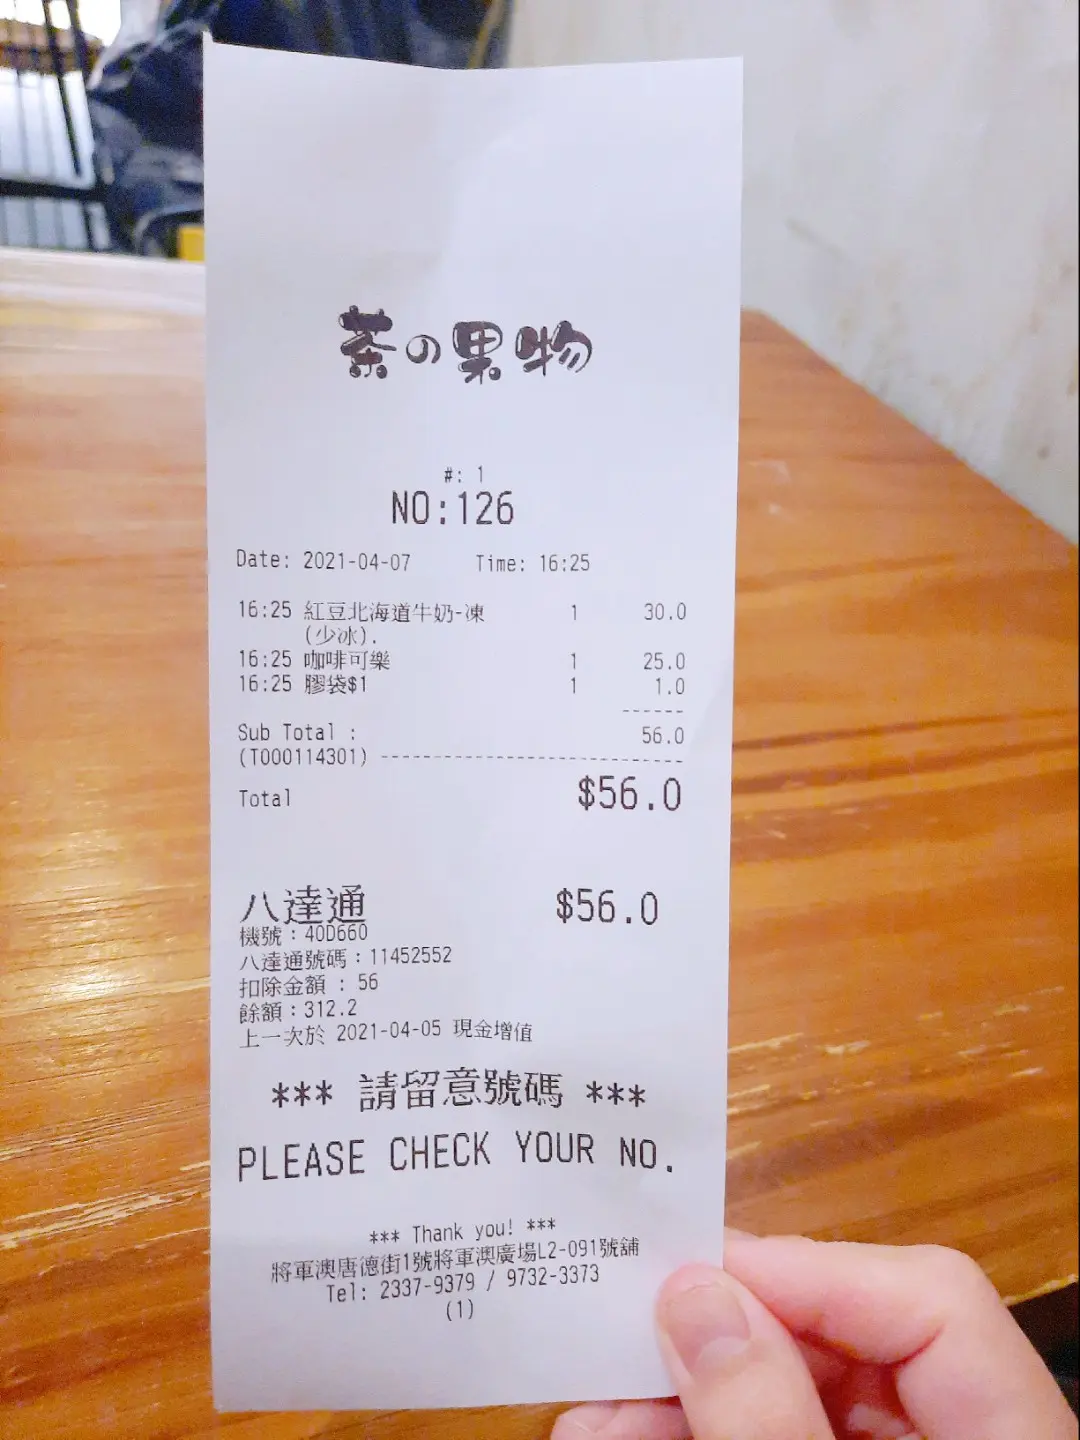 茶の果物
#: 1
NO:126
Date: 2021-04-07 Time: 16:25
16:25 紅豆北海道牛奶-凍 1 30.0
(少冰).
16:25 咖啡可樂 1 25.0
16:25 膠袋$1 1 1.0
------
Sub Total : 56.0
(T000114301) ----------------------------
Total $56.0
八達通 $56.0
機號：40D660
八達通號碼：11452552
扣除金額 : 56
餘額：312.2
上一次於 2021-04-05 現金增值
*** 請留意號碼 ***
PLEASE CHECK YOUR NO.
*** Thank you! ***
將軍澳唐德街1號將軍澳廣場L2-091號舖
Tel: 2337-9379 / 9732-3373
(1)